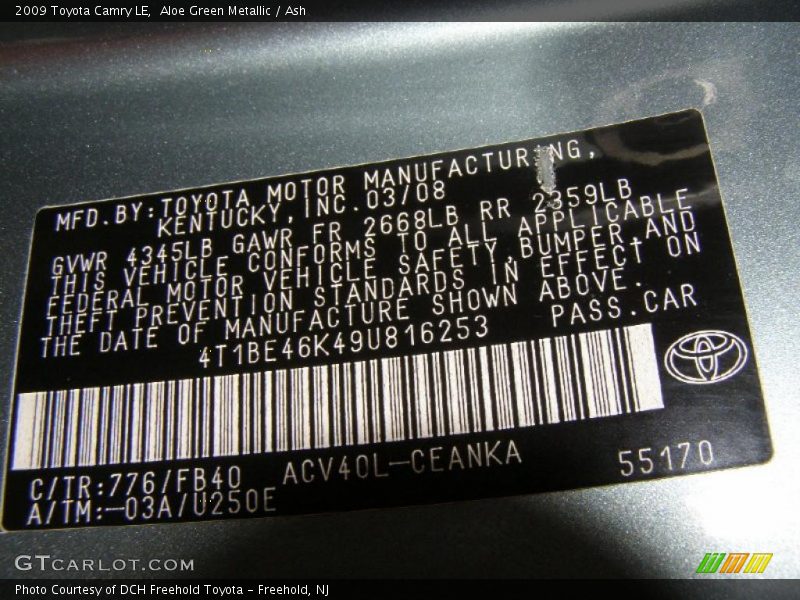 2009 Toyota Camry LE,  Aloe Green Metallic / Ash
MFD.BY:TOYOTA MOTOR MANUFACTURING,
KENTUCKY,INC.03/08
GVWR 4345LB GAWR FR 2668LB RR 2359LB
THIS VEHICLE CONFORMS TO ALL APPLICABLE
FEDERAL MOTOR VEHICLE SAFETY,BUMPER,AND
THEFT PREVENTION STANDARDS IN EFFECT ON
THE DATE OF MANUFACTURE SHOWN ABOVE.
4T1BE46K49U816253 PASS.CAR
C/TR:776/FB40 ACV40L-CEANKA 55170
A/TM:-03A/U250E
GTCARLOT.COM
Photo Courtesy of DCH Freehold Toyota - Freehold, NJ